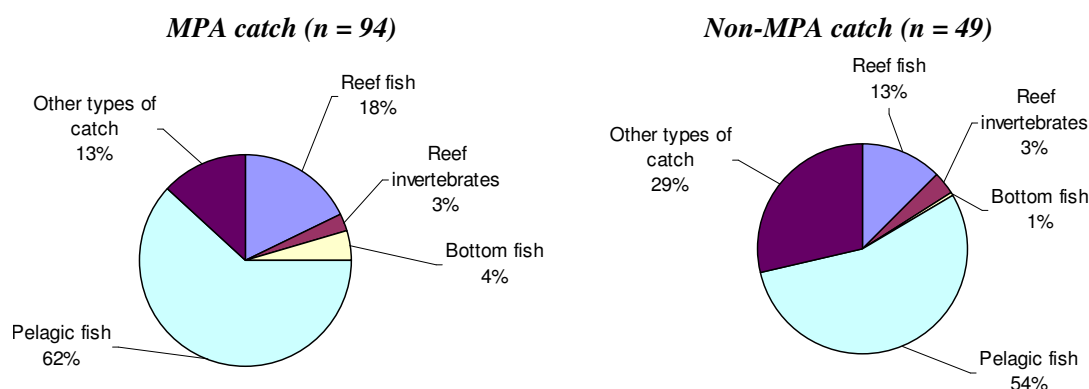 MPA catch (n = 94)
Reef fish
18%
Other types of
catch
13%
Reef
invertebrates
3%
Bottom fish
4%
Pelagic fish
62%
Non-MPA catch (n = 49)
Reef fish
13%
Reef
invertebrates
3%
Other types of
catch
29%
Bottom fish
1%
Pelagic fish
54%